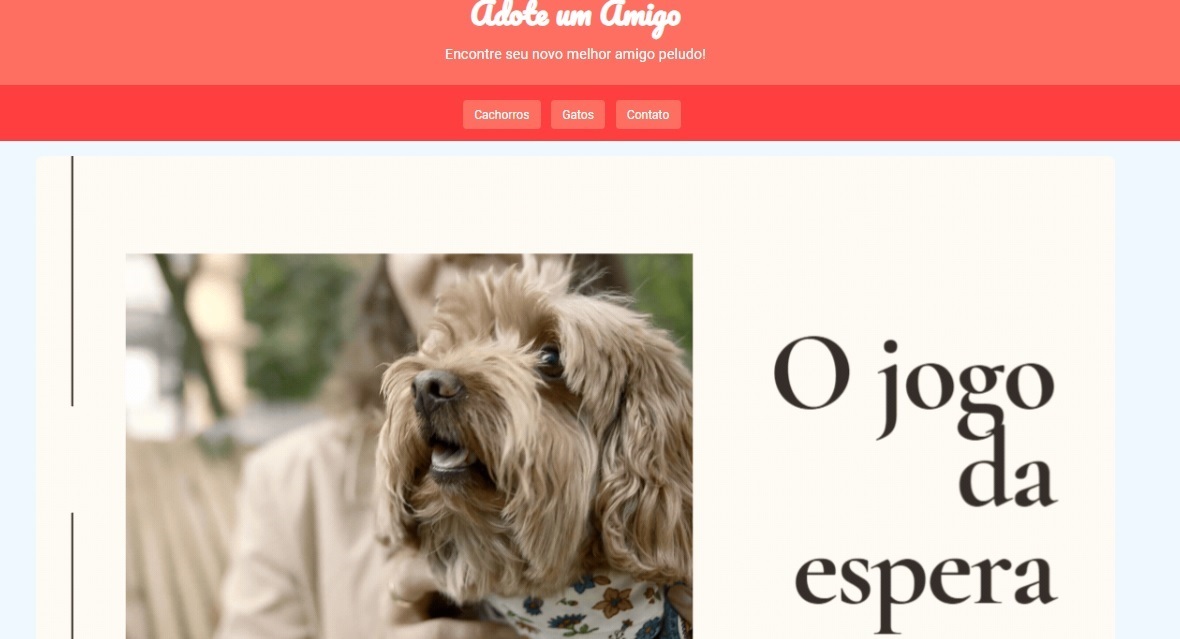 Adote um Amigo
Encontre seu novo melhor amigo peludo!
Cachorros Gatos Contato
O jogo
da
espera